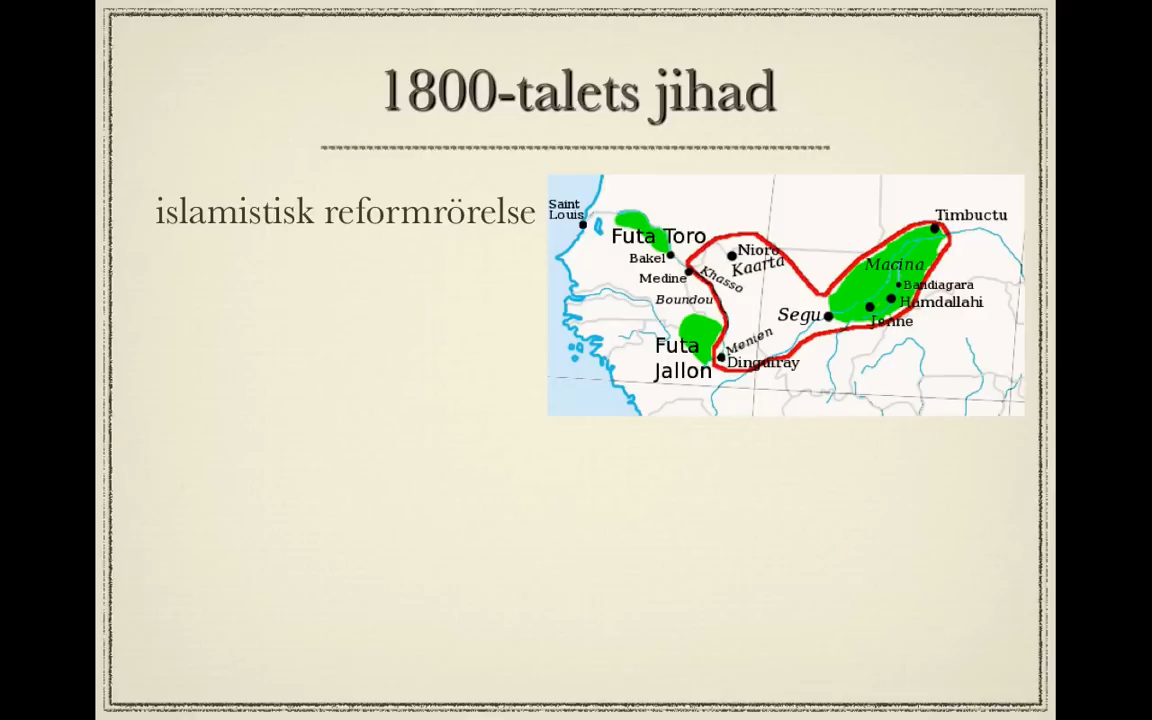 1800-talets jihad
islamistisk reformrörelse
Saint
Louis
Timbuctu
Futa Toro
Nioro
Bakel
Kaarta
Macina
Medine
Khasso
Bandiagara
Boundou
Hamdallahi
Segu
Jenne
Menien
Futa
Jallon
Dinguiray